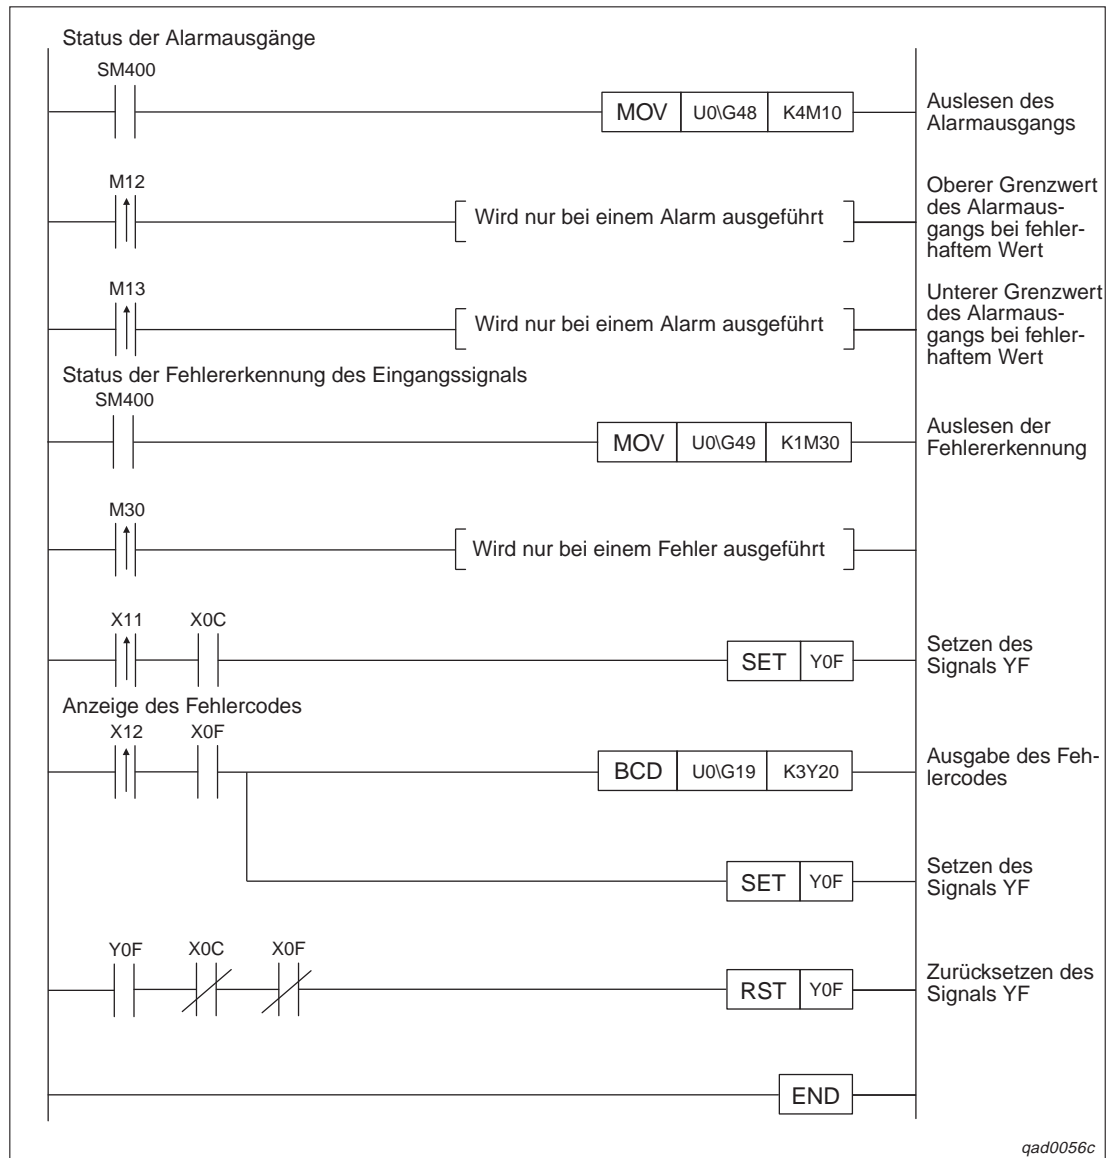 Status der Alarmausgänge
SM400
MOV U0\G48 K4M10
Auslesen des
Alarmausgangs
M12
Wird nur bei einem Alarm ausgeführt
Oberer Grenzwert
des Alarmaus-
gangs bei fehler-
haftem Wert
M13
Wird nur bei einem Alarm ausgeführt
Unterer Grenzwert
des Alarmaus-
gangs bei fehler-
haftem Wert
Status der Fehlererkennung des Eingangssignals
SM400
MOV U0\G49 K1M30
Auslesen der
Fehlererkennung
M30
Wird nur bei einem Fehler ausgeführt
X11 X0C
SET Y0F
Setzen des
Signals YF
Anzeige des Fehlercodes
X12 X0F
BCD U0\G19 K3Y20
Ausgabe des Feh-
lercodes
SET Y0F
Setzen des
Signals YF
Y0F X0C X0F
RST Y0F
Zurücksetzen des
Signals YF
END
qad0056c